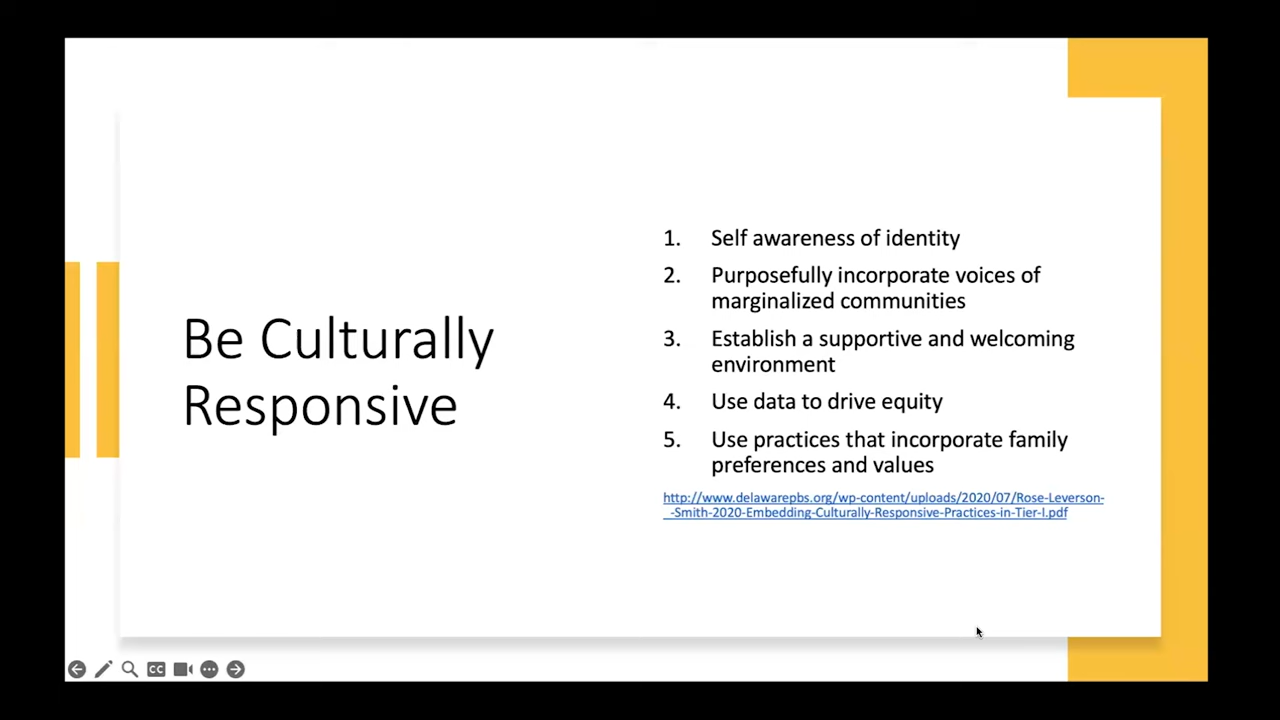 Be Culturally
Responsive
1. Self awareness of identity
2. Purposefully incorporate voices of
marginalized communities
3. Establish a supportive and welcoming
environment
4. Use data to drive equity
5. Use practices that incorporate family
preferences and values
http://www.delawarepbs.org/wp-content/uploads/2020/07/Rose-Leverson-
_-Smith-2020-Embedding-Culturally-Responsive-Practices-in-Tier-I.pdf
CC